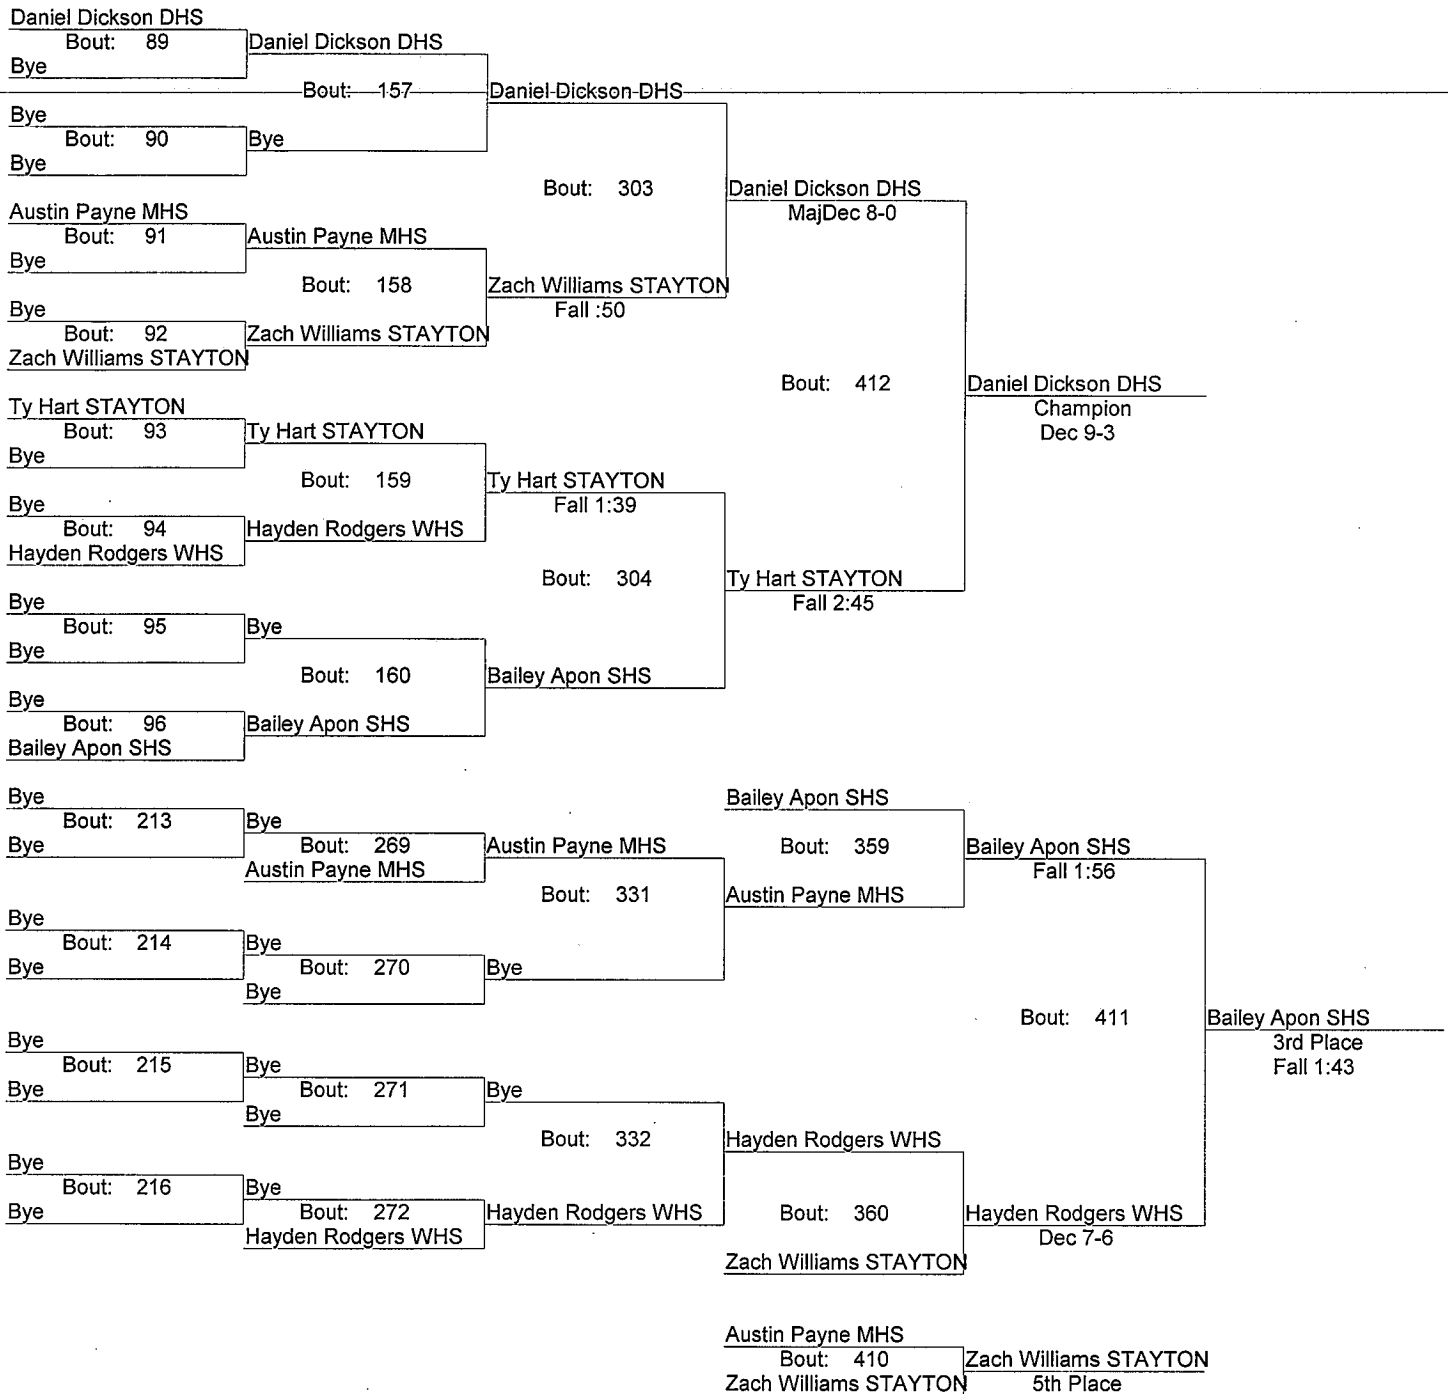 Daniel Dickson DHS
Bout: 89
Bye
Daniel Dickson DHS
Bout: 157
Daniel Dickson DHS
Bye
Bout: 90
Bye
Bye
Bout: 303
Daniel Dickson DHS
MajDec 8-0
Austin Payne MHS
Bout: 91
Bye
Austin Payne MHS
Bout: 158
Zach Williams STAYTON
Fall :50
Bye
Bout: 92
Zach Williams STAYTON
Zach Williams STAYTON
Bout: 412
Daniel Dickson DHS
Champion
Dec 9-3
Ty Hart STAYTON
Bout: 93
Bye
Ty Hart STAYTON
Bout: 159
Ty Hart STAYTON
Fall 1:39
Bye
Bout: 94
Hayden Rodgers WHS
Hayden Rodgers WHS
Bout: 304
Ty Hart STAYTON
Fall 2:45
Bye
Bout: 95
Bye
Bye
Bout: 160
Bailey Apon SHS
Bye
Bout: 96
Bailey Apon SHS
Bailey Apon SHS
Bye
Bout: 213
Bye
Bye
Bout: 269
Austin Payne MHS
Austin Payne MHS
Bout: 331
Bailey Apon SHS
Bout: 359
Austin Payne MHS
Bailey Apon SHS
Fall 1:56
Bye
Bout: 214
Bye
Bye
Bout: 270
Bye
Bye
Bout: 411
Bailey Apon SHS
3rd Place
Fall 1:43
Bye
Bout: 215
Bye
Bye
Bout: 271
Bye
Bye
Bout: 332
Hayden Rodgers WHS
Bye
Bout: 216
Bye
Bye
Bout: 272
Hayden Rodgers WHS
Hayden Rodgers WHS
Bout: 360
Zach Williams STAYTON
Hayden Rodgers WHS
Dec 7-6
Austin Payne MHS
Bout: 410
Zach Williams STAYTON
Zach Williams STAYTON
5th Place